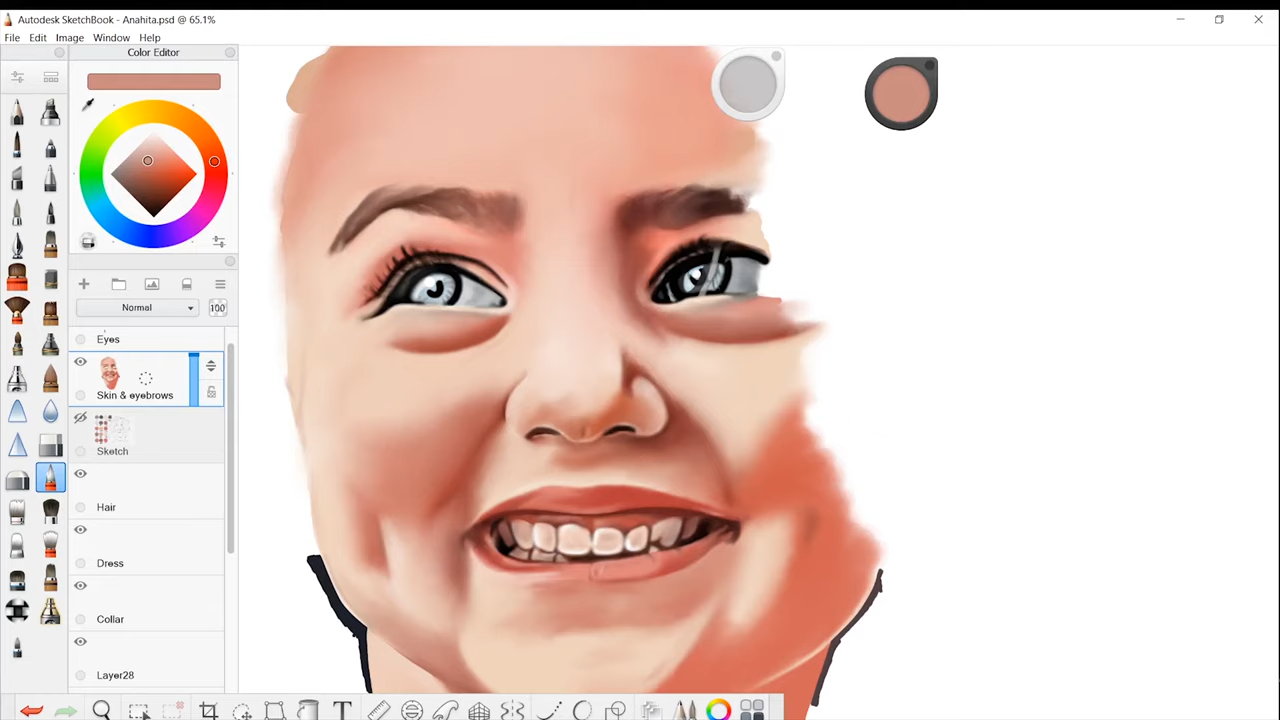 Autodesk SketchBook - Anahita.psd @ 65.1%
File Edit Image Window Help
Color Editor
Normal 100
Eyes
Skin & eyebrows
Sketch
Hair
Dress
Collar
Layer28